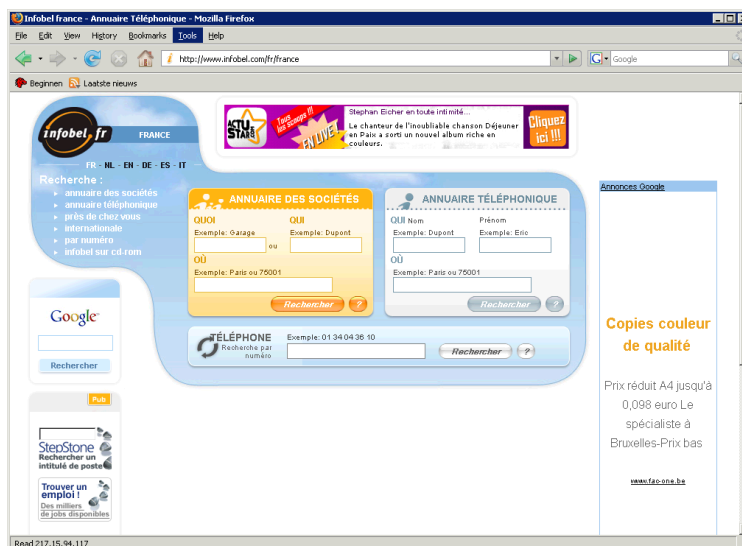 Infobel france - Annuaire Téléphonique - Mozilla Firefox
File Edit View History Bookmarks Tools Help
http://www.infobel.com/fr/france
G Google
Beginnen Laatste nieuws
infobel.fr FRANCE
FR - NL - EN - DE - ES - IT
ACTU STARS
Tous les scoops !!!
EN LIVE!
Stephan Eicher en toute intimité...
Le chanteur de l'inoubliable chanson Déjeuner
en Paix a sorti un nouvel album riche en
couleurs.
Cliquez
ici !!!
Recherche :
annuaire des sociétés
annuaire téléphonique
près de chez vous
internationale
par numéro
infobel sur cd-rom
ANNUAIRE DES SOCIÉTÉS
QUOI QUI
Exemple: Garage Exemple: Dupont
ou
OÙ
Exemple: Paris ou 75001
Rechercher ?
ANNUAIRE TÉLÉPHONIQUE
QUI Nom Prénom
Exemple: Dupont Exemple: Eric
OÙ
Exemple: Paris ou 75001
Rechercher ?
TÉLÉPHONE
Recherche par
numéro
Exemple: 01 34 04 36 10
Rechercher ?
Google
Rechercher
Pub
StepStone
Rechercher un
intitulé de poste
Trouver un
emploi !
Des milliers
de jobs disponibles
Annonces Google
Copies couleur
de qualité
Prix réduit A4 jusqu'à
0,098 euro Le
spécialiste à
Bruxelles-Prix bas
www.fac-one.be
Read 217.15.94.117